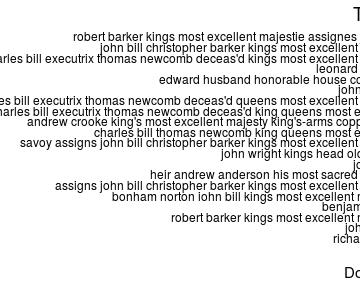 T
robert barker kings most excellent majestie assignes
john bill christopher barker kings most excellent
arles bill executrix thomas newcomb deceas'd kings most excellent
leonard
edward husband honorable house co
john
es bill executrix thomas newcomb deceas'd queens most excellent
harles bill executrix thomas newcomb deceas'd king queens most e
andrew crooke king's most excellent majesty king's-arms copp
charles bill thomas newcomb king queens most e
savoy assigns john bill christopher barker kings most excellent
john wright kings head old
jo
heir andrew anderson his most sacred
assigns john bill christopher barker kings most excellent
bonham norton iohn bill kings most excellent m
benjam
robert barker kings most excellent m
joh
richa
Do